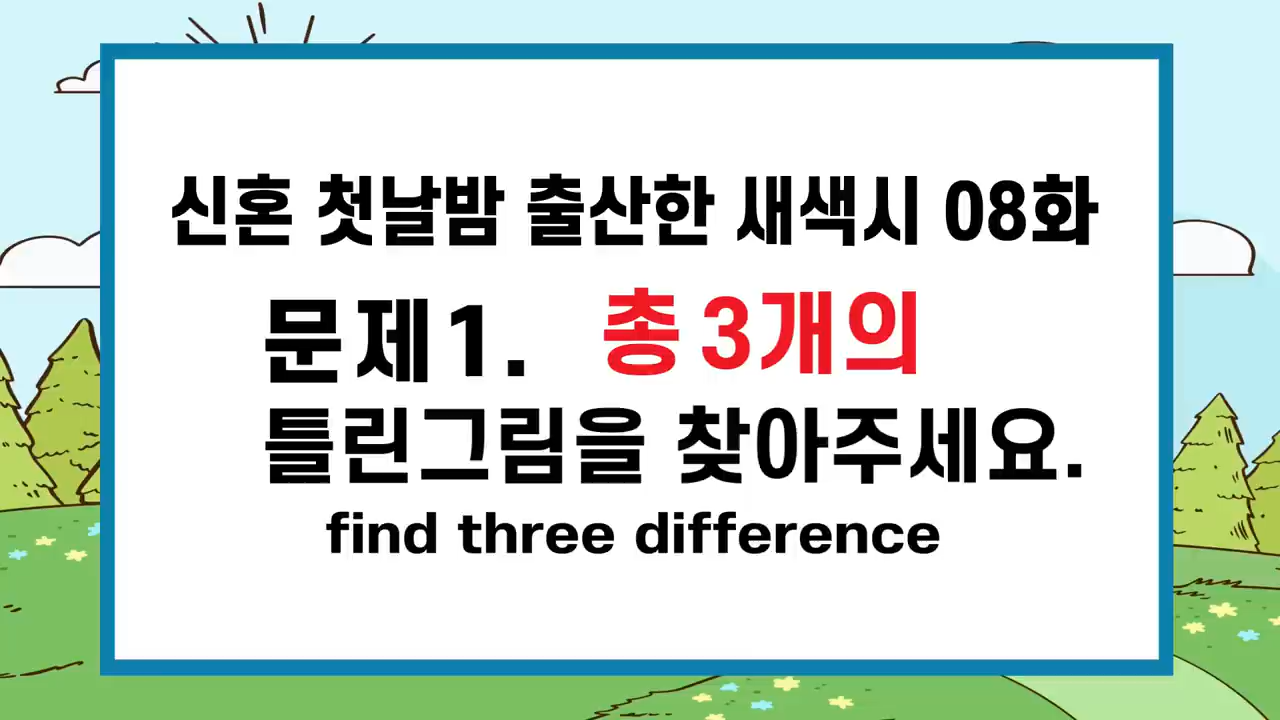 신혼 첫날밤 출산한 새색시 08화
문제1. 총 3개의
틀린그림을 찾아주세요.
find three difference